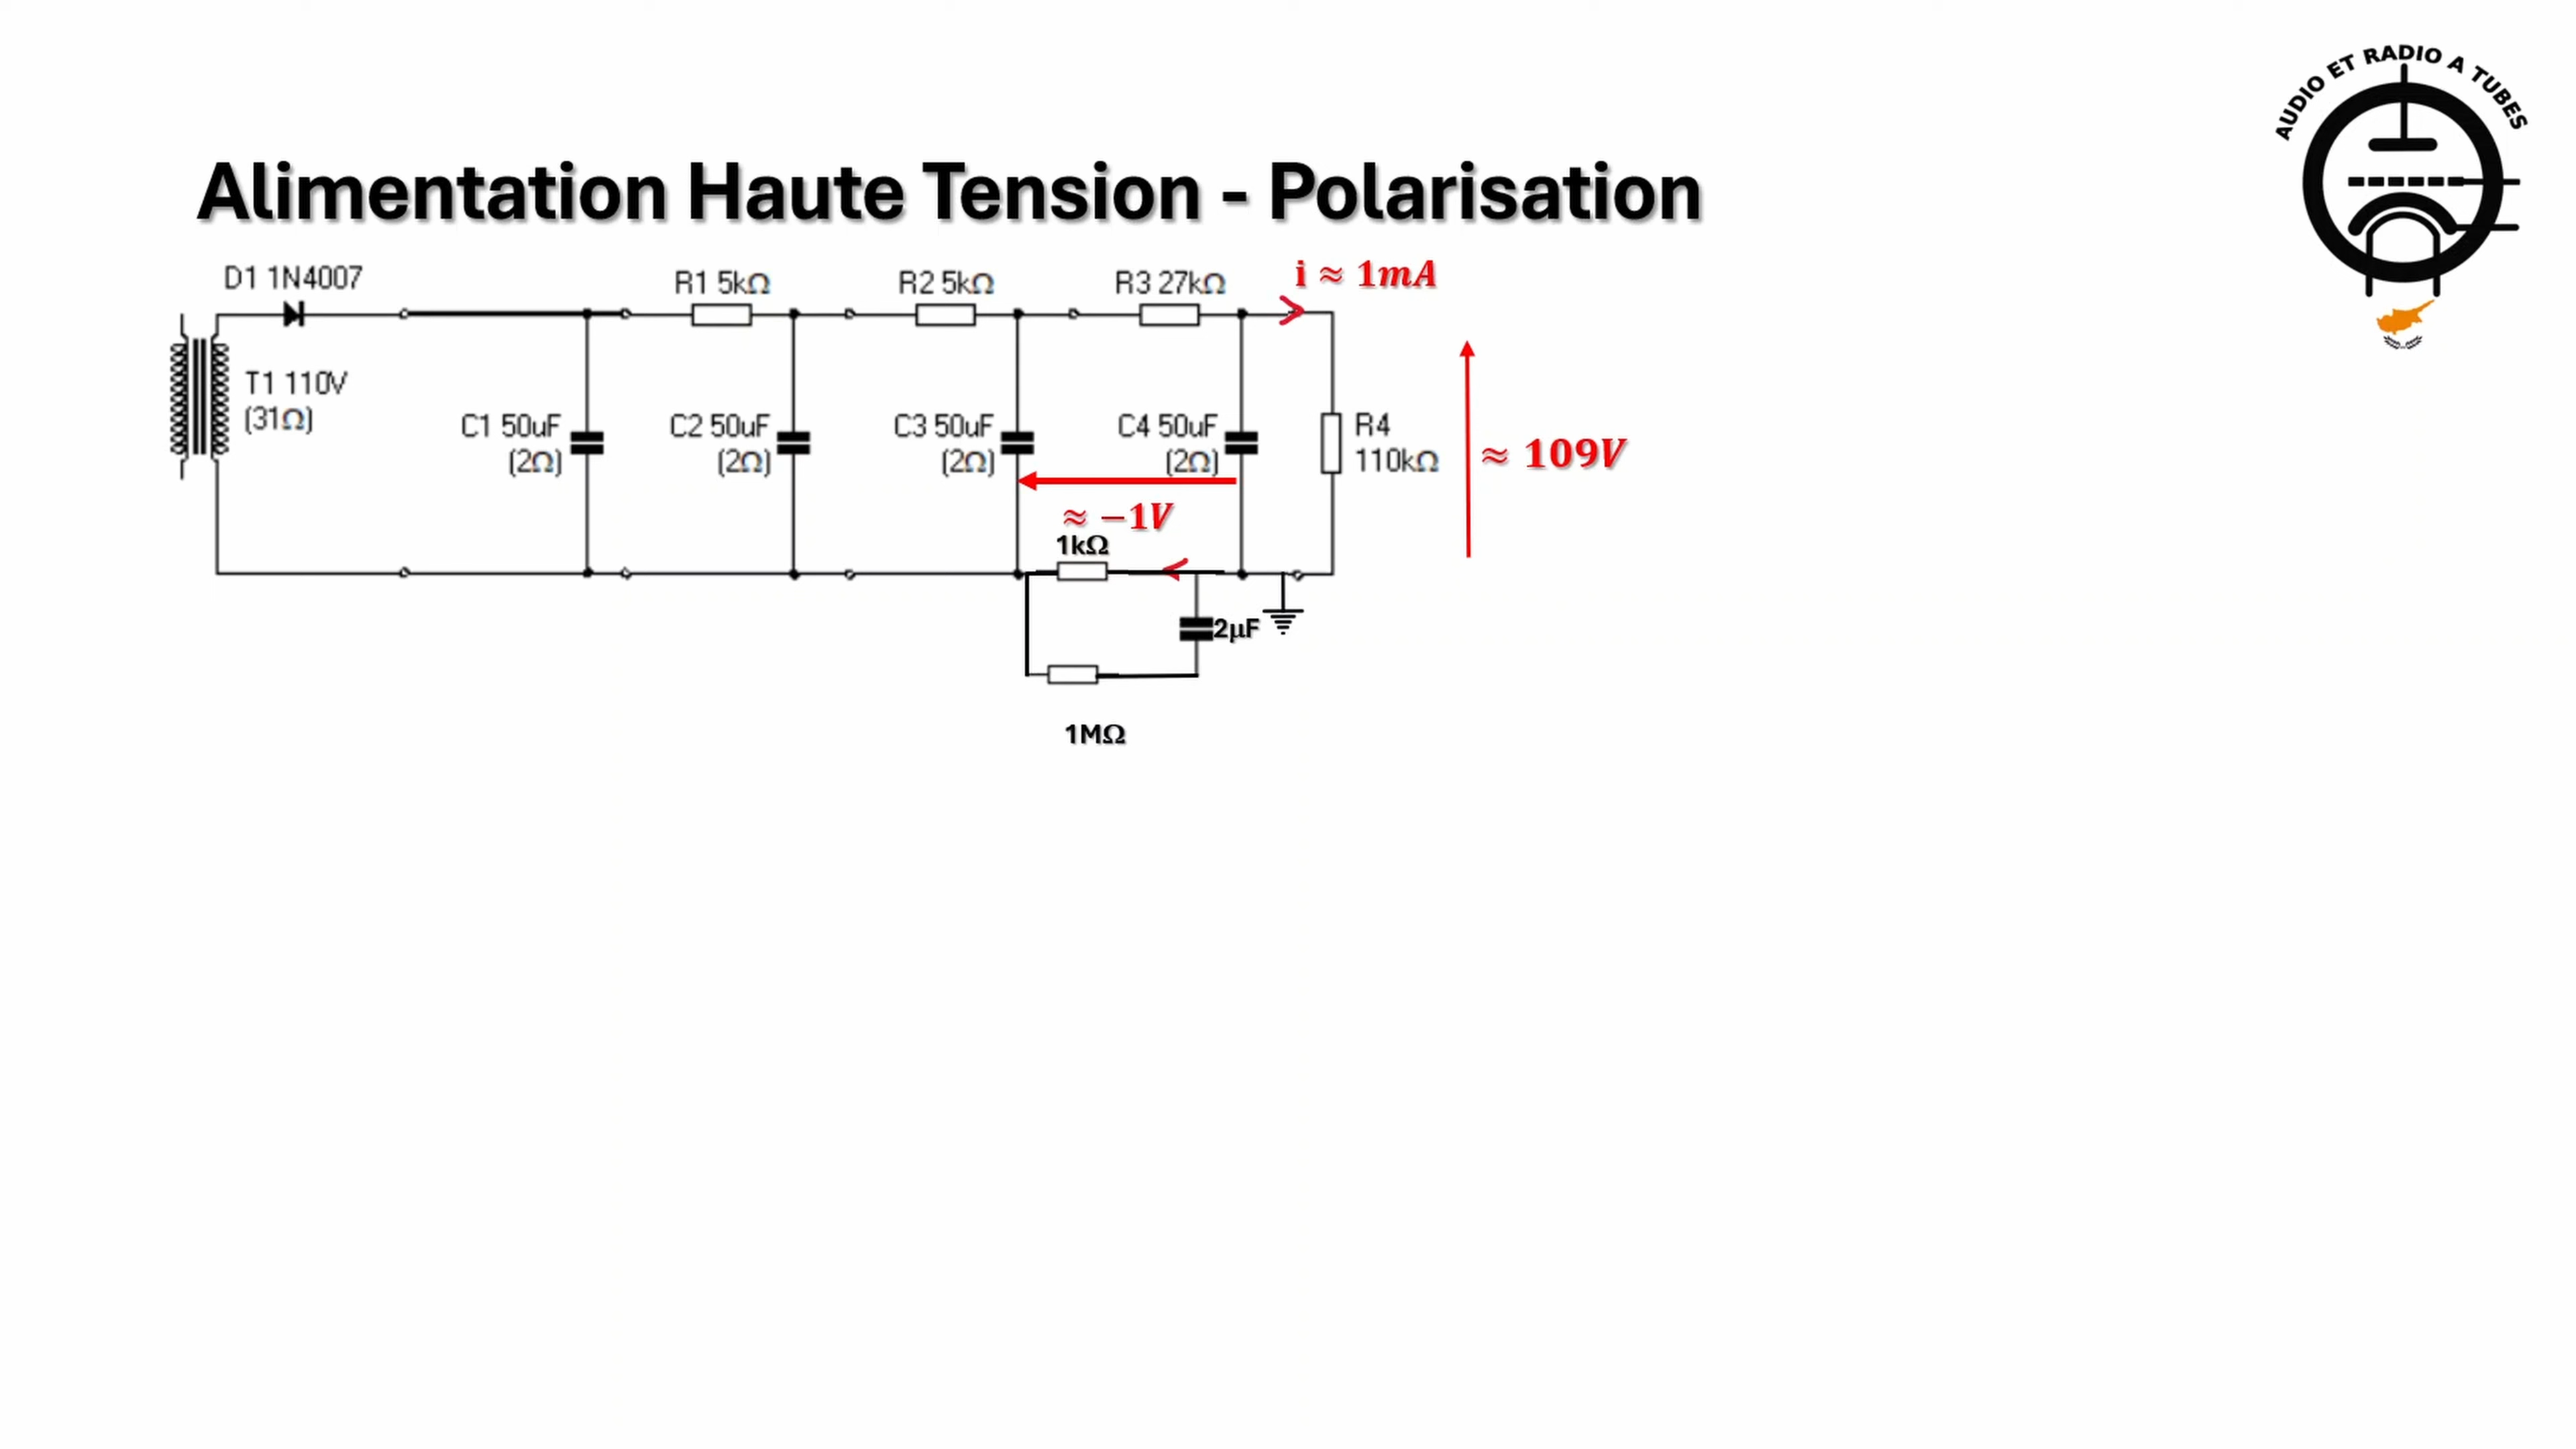 AUDIO ET RADIO A TUBES
Alimentation Haute Tension - Polarisation
D1 1N4007
R1 5kΩ
R2 5kΩ
R3 27kΩ
i ≈ 1mA
T1 110V
(31Ω)
C1 50uF
(2Ω)
C2 50uF
(2Ω)
C3 50uF
(2Ω)
C4 50uF
(2Ω)
R4
110kΩ
≈ 109V
≈ −1V
1kΩ
2μF
1MΩ